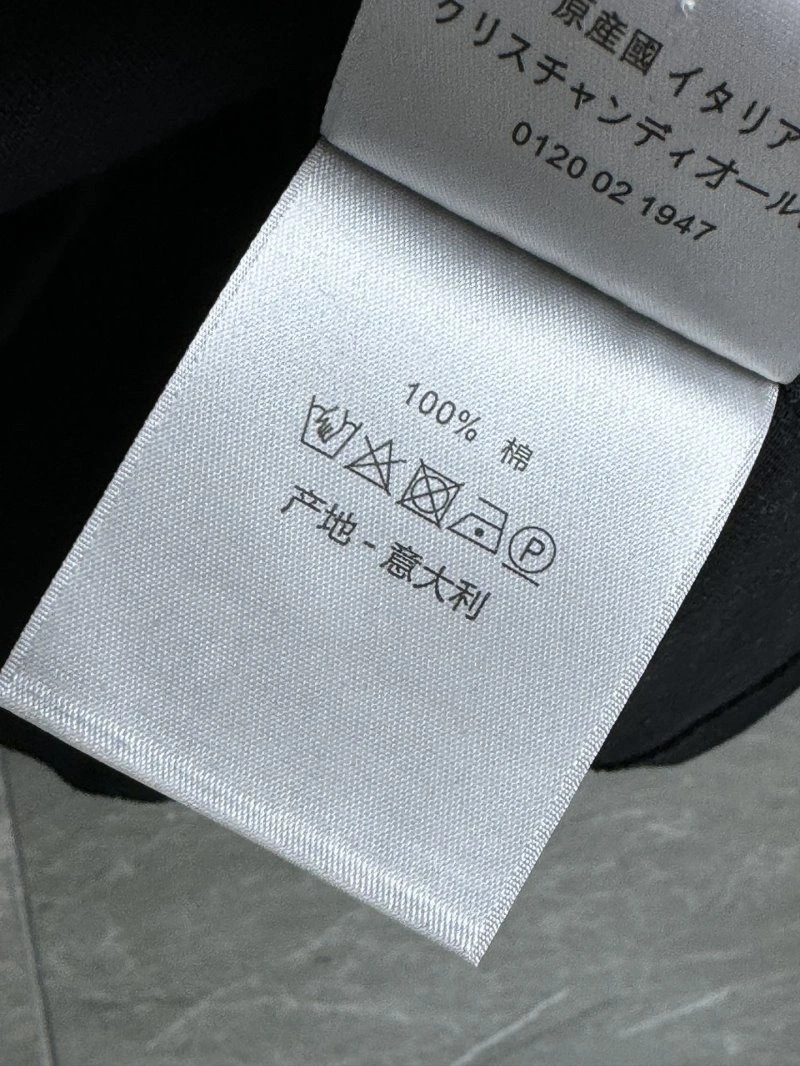 原産國 イタリア
クリスチャンディオール
0120 02 1947
100% 棉
P
产地 - 意大利